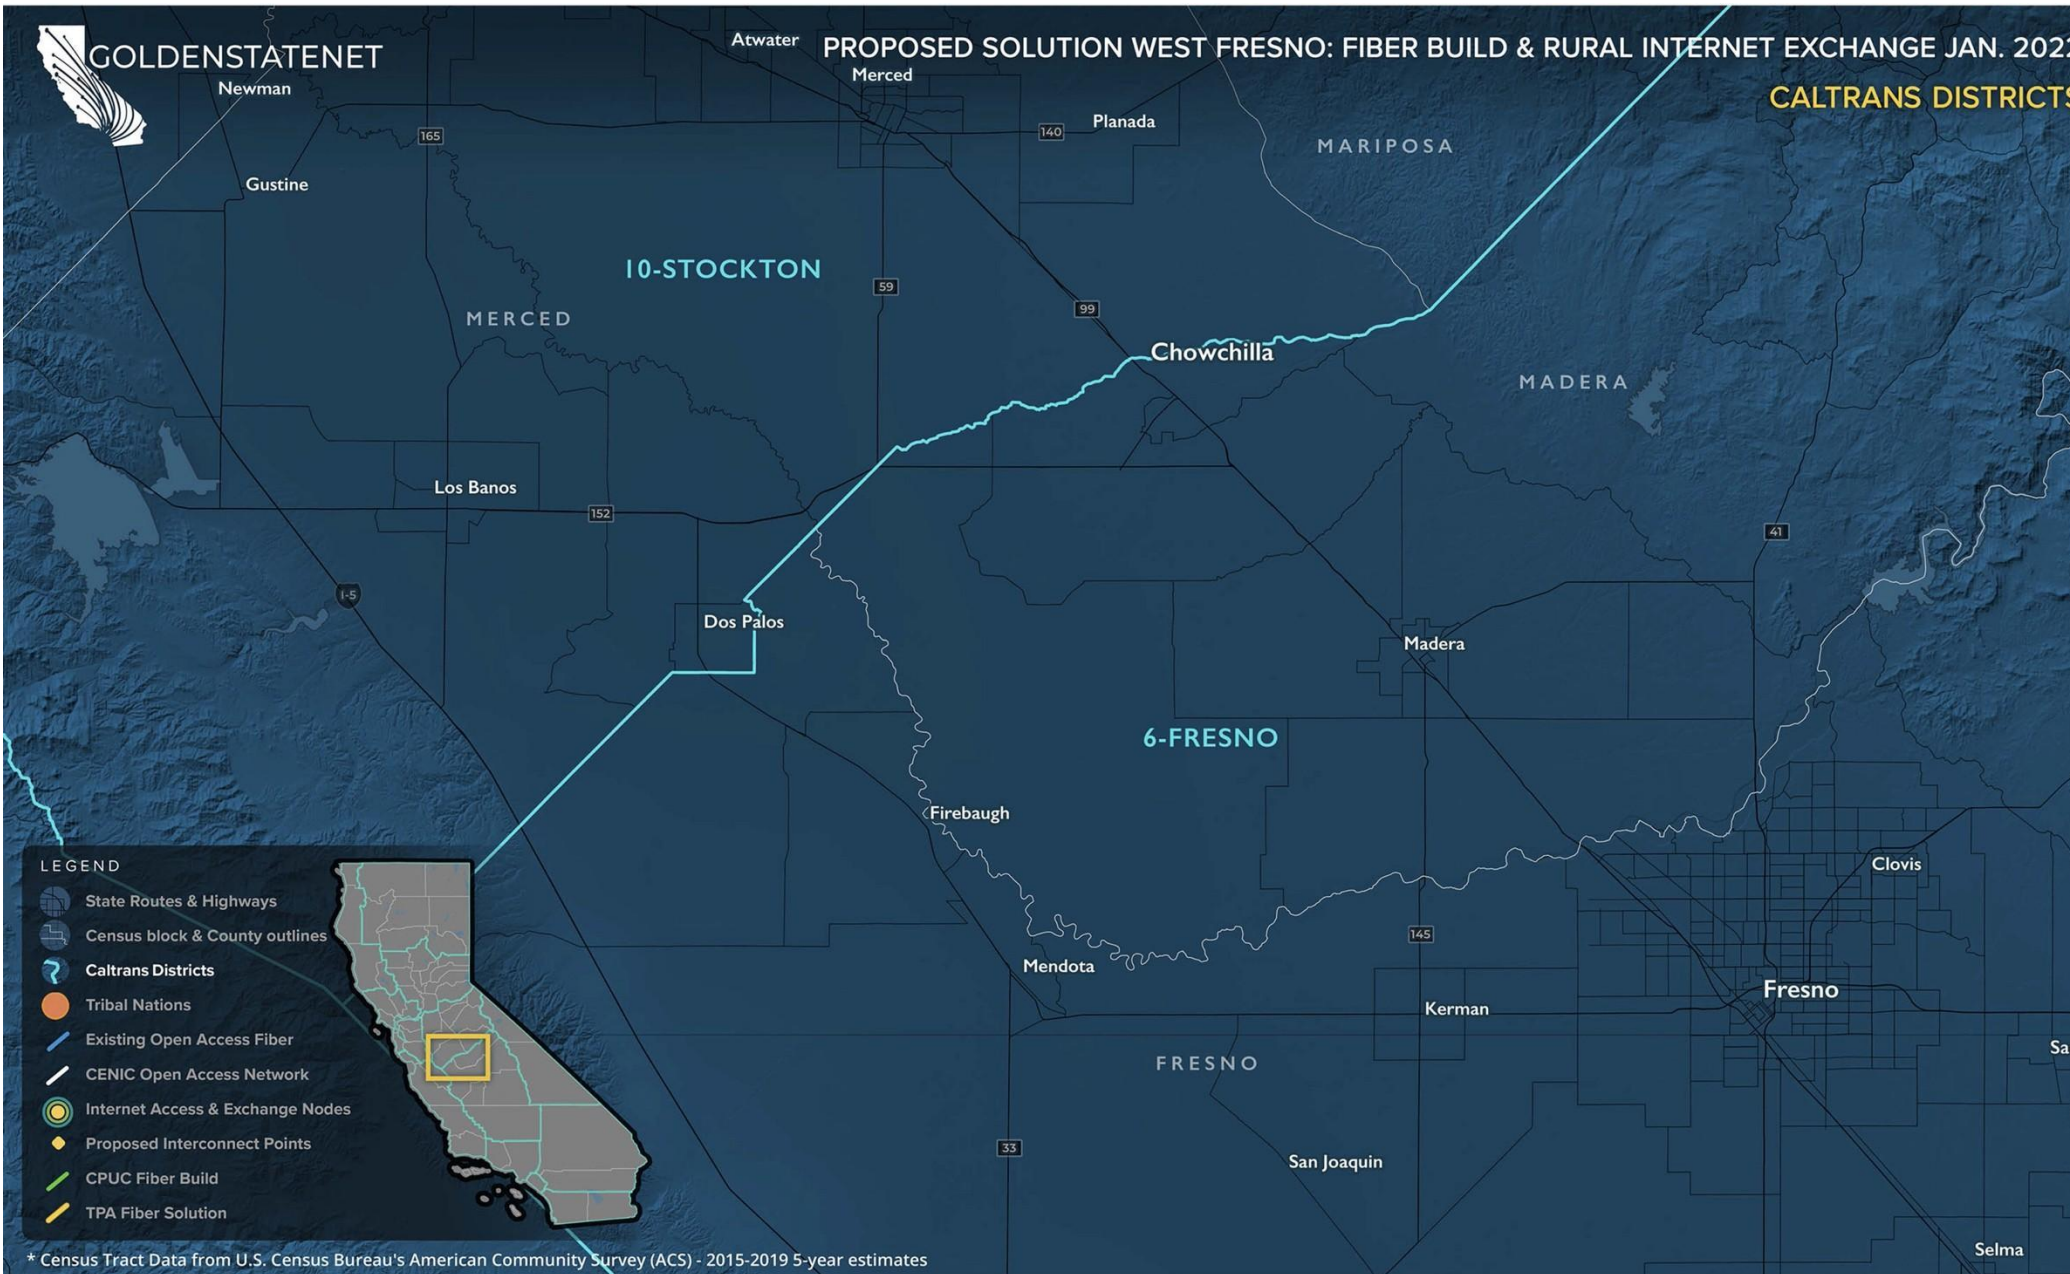 GOLDENSTATENET
PROPOSED SOLUTION WEST FRESNO: FIBER BUILD & RURAL INTERNET EXCHANGE JAN.
CALTRANS DISTRICTS
Atwater
Merced
Newman
165
140
Planada
MARIPOSA
Gustine
10-STOCKTON
59
99
MERCED
Chowchilla
MADERA
Los Banos
152
41
I-5
Dos Palos
Madera
6-FRESNO
Firebaugh
Clovis
145
Mendota
Fresno
Kerman
Sa
FRESNO
33
San Joaquin
Selma
LEGEND
State Routes & Highways
Census block & County outlines
Caltrans Districts
Tribal Nations
Existing Open Access Fiber
CENIC Open Access Network
Internet Access & Exchange Nodes
Proposed Interconnect Points
CPUC Fiber Build
TPA Fiber Solution
* Census Tract Data from U.S. Census Bureau's American Community Survey (ACS) - 2015-2019 5-year estimates